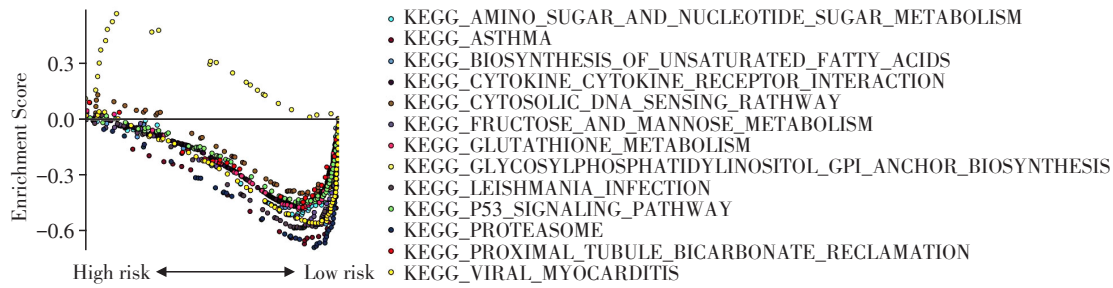 Enrichment Score
0.3
0.0
−0.3
−0.6
High risk
Low risk
KEGG_AMINO_SUGAR_AND_NUCLEOTIDE_SUGAR_METABOLISM
KEGG_ASTHMA
KEGG_BIOSYNTHESIS_OF_UNSATURATED_FATTY_ACIDS
KEGG_CYTOKINE_CYTOKINE_RECEPTOR_INTERACTION
KEGG_CYTOSOLIC_DNA_SENSING_RATHWAY
KEGG_FRUCTOSE_AND_MANNOSE_METABOLISM
KEGG_GLUTATHIONE_METABOLISM
KEGG_GLYCOSYLPHOSPHATIDYLINOSITOL_GPI_ANCHOR_BIOSYNTHESIS
KEGG_LEISHMANIA_INFECTION
KEGG_P53_SIGNALING_PATHWAY
KEGG_PROTEASOME
KEGG_PROXIMAL_TUBULE_BICARBONATE_RECLAMATION
KEGG_VIRAL_MYOCARDITIS